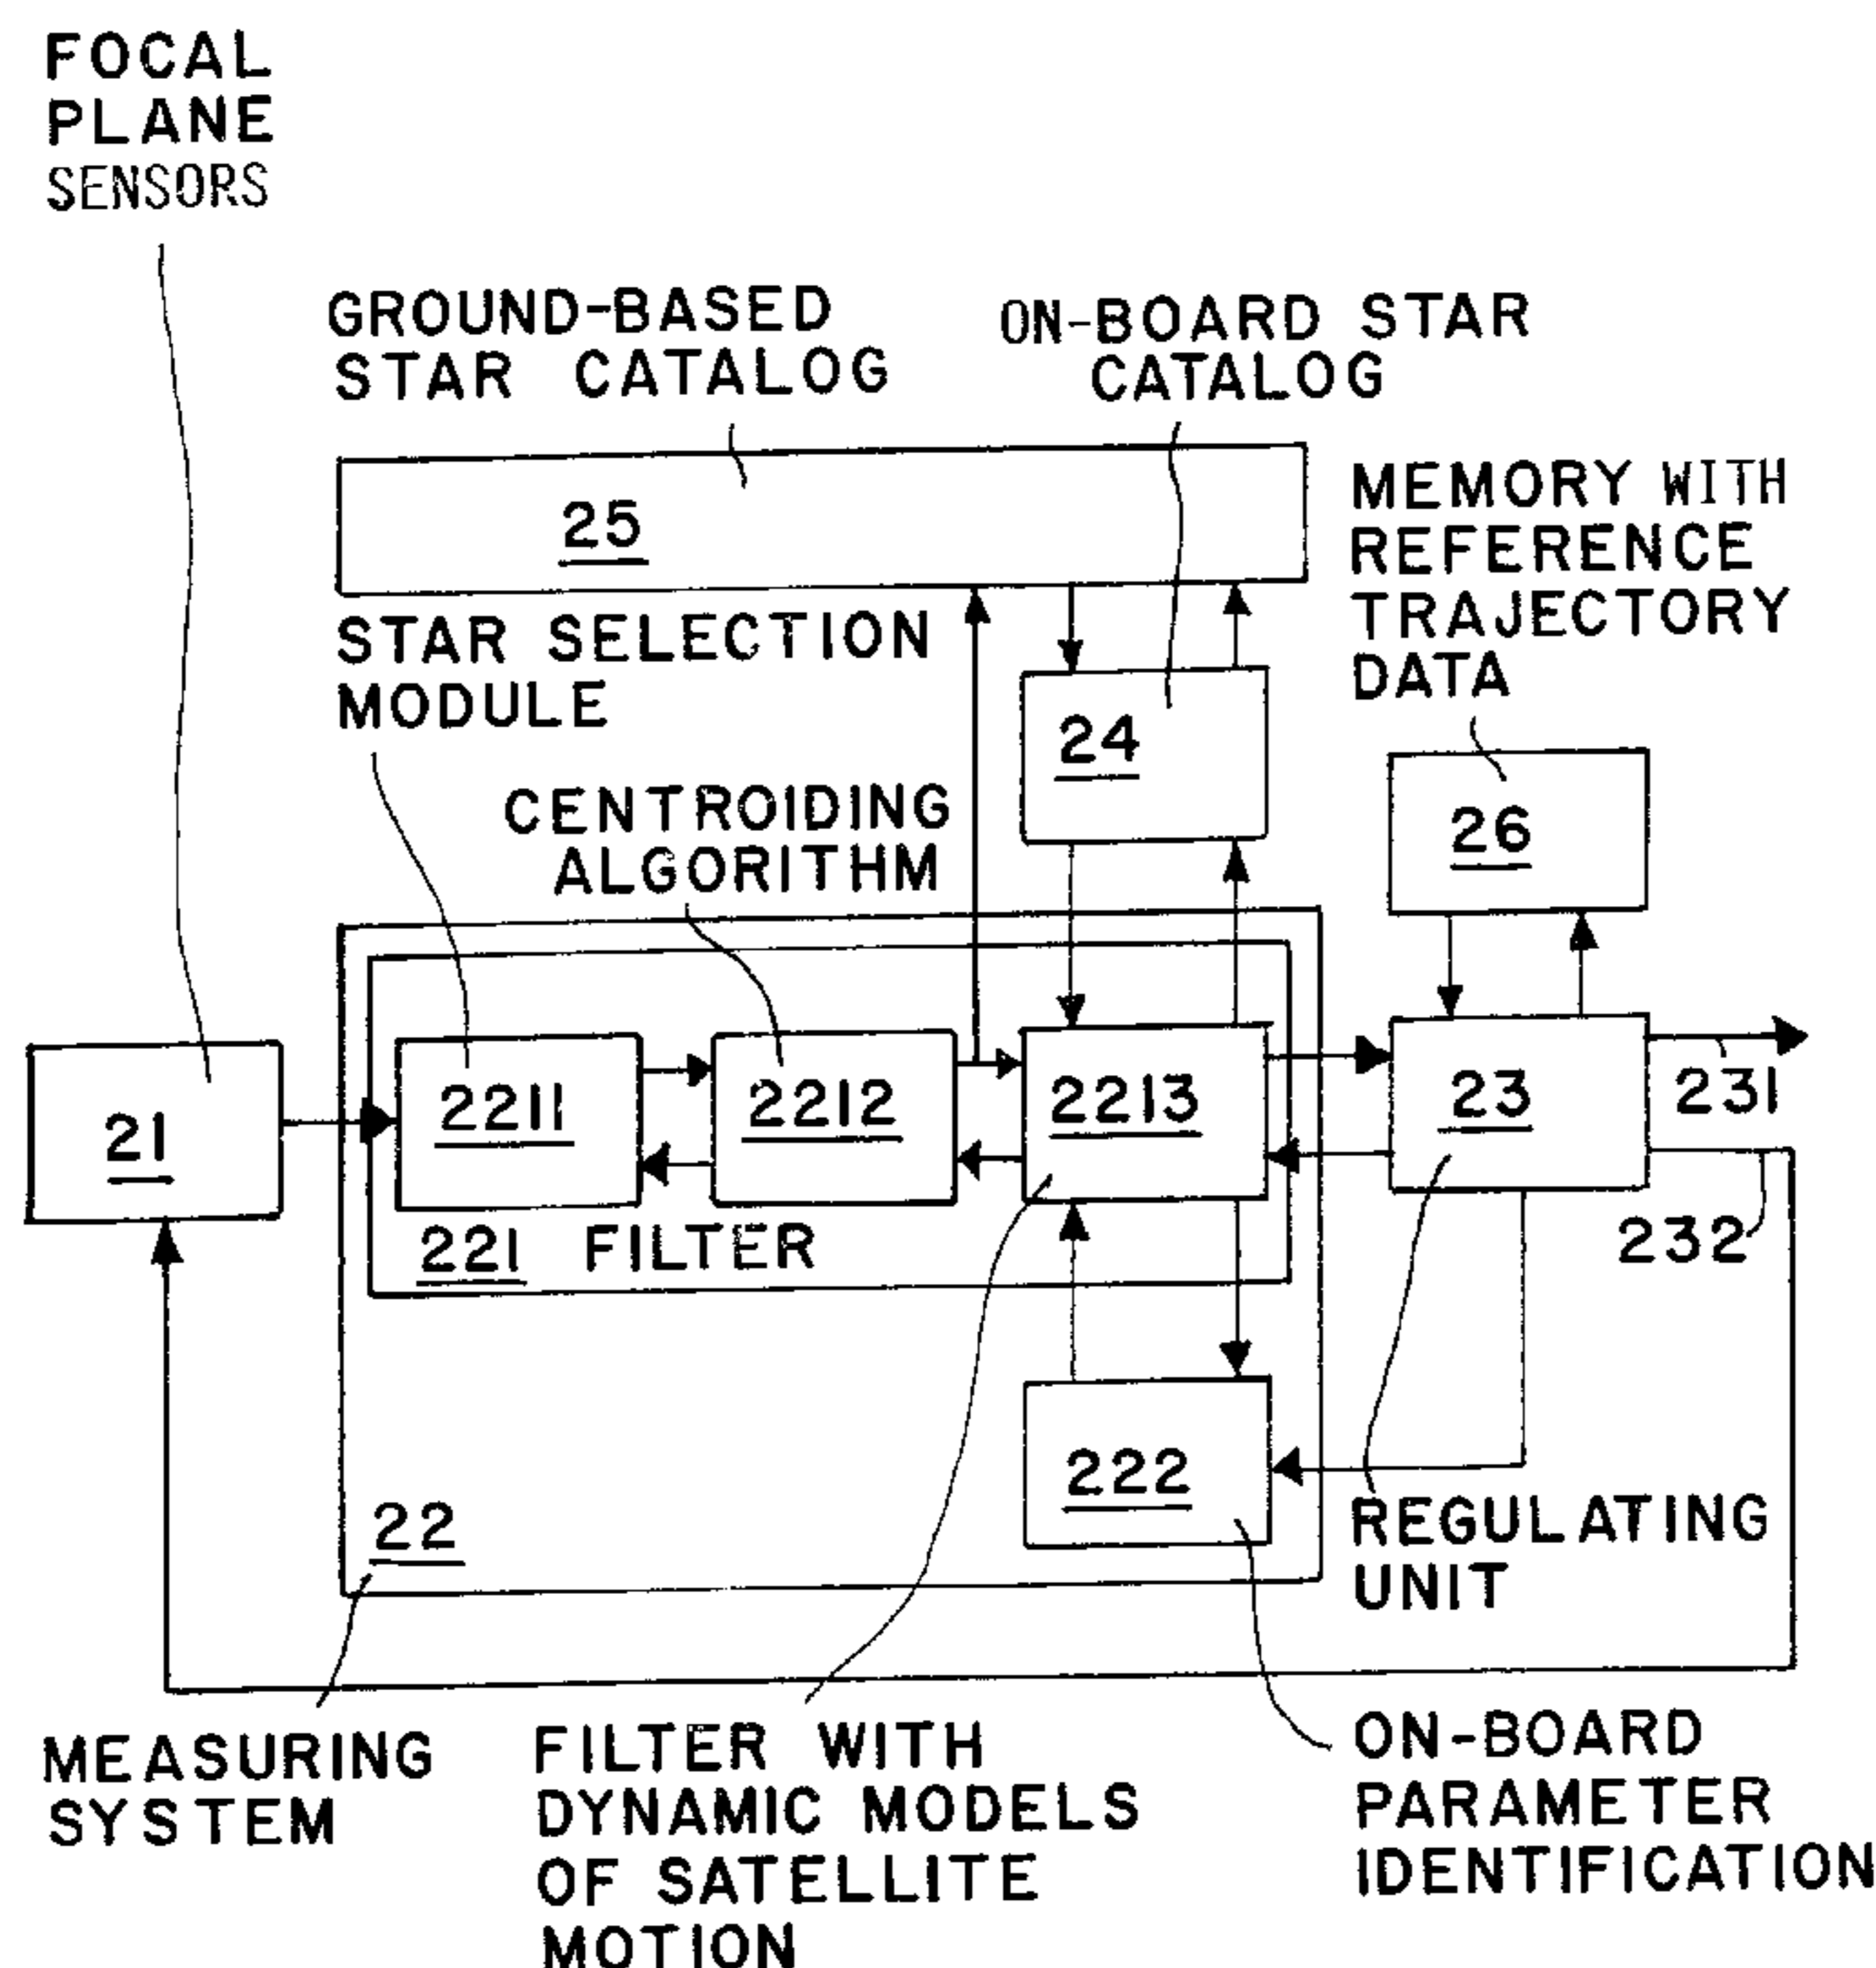 FOCAL
PLANE
SENSORS
GROUND-BASED
STAR CATALOG
ON-BOARD STAR
CATALOG
25
MEMORY WITH
REFERENCE
TRAJECTORY
DATA
STAR SELECTION
MODULE
24
26
CENTROIDING
ALGORITHM
21
2211
2212
2213
23
231
221 FILTER
232
222
22
REGULATING
UNIT
MEASURING
SYSTEM
FILTER WITH
DYNAMIC MODELS
OF SATELLITE
MOTION
ON-BOARD
PARAMETER
IDENTIFICATION